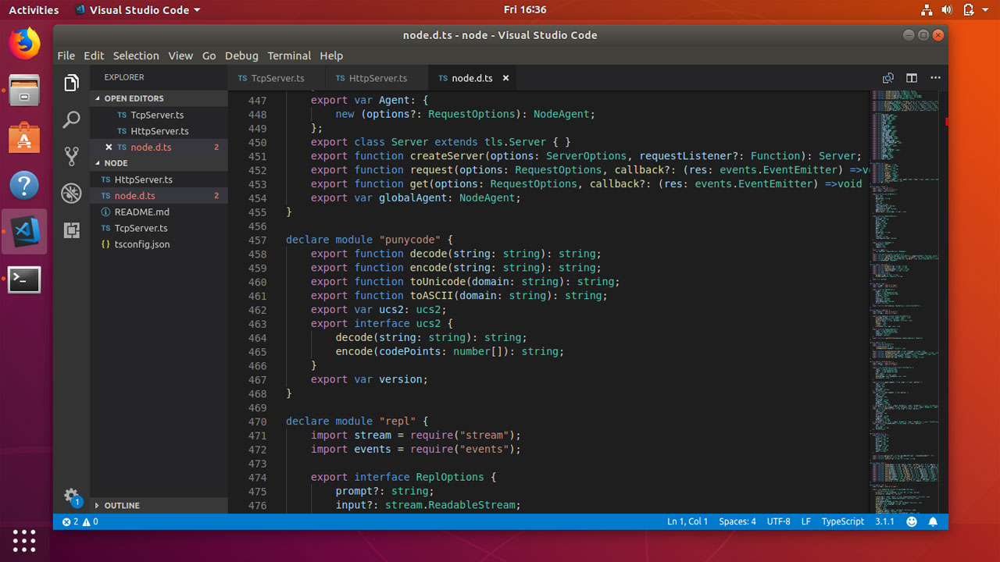 Activities Visual Studio Code Fri 16:36
node.d.ts - node - Visual Studio Code
File Edit Selection View Go Debug Terminal Help
EXPLORER
OPEN EDITORS
TS TcpServer.ts
TS HttpServer.ts
TS node.d.ts 2
NODE
TS HttpServer.ts
TS node.d.ts 2
README.md
TS TcpServer.ts
{ } tsconfig.json
OUTLINE
1
TS TcpServer.ts TS HttpServer.ts TS node.d.ts
447 export var Agent: {
448 new (options?: RequestOptions): NodeAgent;
449 };
450 export class Server extends tls.Server { }
451 export function createServer(options: ServerOptions, requestListener?: Function): Server;
452 export function request(options: RequestOptions, callback?: (res: events.EventEmitter) =>v
453 export function get(options: RequestOptions, callback?: (res: events.EventEmitter) =>void
454 export var globalAgent: NodeAgent;
455 }
456
457 declare module "punycode" {
458 export function decode(string: string): string;
459 export function encode(string: string): string;
460 export function toUnicode(domain: string): string;
461 export function toASCII(domain: string): string;
462 export var ucs2: ucs2;
463 export interface ucs2 {
464 decode(string: string): string;
465 encode(codePoints: number[]): string;
466 }
467 export var version;
468 }
469
470 declare module "repl" {
471 import stream = require("stream");
472 import events = require("events");
473
474 export interface ReplOptions {
475 prompt?: string;
476 input?: stream.ReadableStream;
2 0 Ln 1, Col 1 Spaces: 4 UTF-8 LF TypeScript 3.1.1